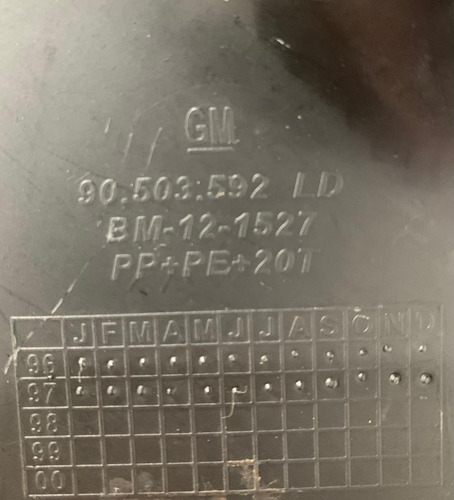 GM
90.503.592 LD
BM-12-1527
PP+PE+20T
J F M A M J J A S O N D
96
97
98
99
00